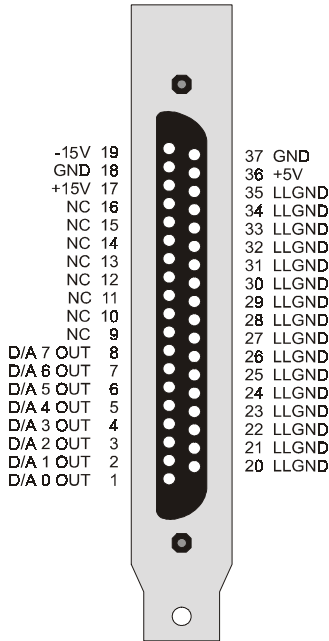 -15V 19
GND 18
+15V 17
NC 16
NC 15
NC 14
NC 13
NC 12
NC 11
NC 10
NC 9
D/A 7 OUT 8
D/A 6 OUT 7
D/A 5 OUT 6
D/A 4 OUT 5
D/A 3 OUT 4
D/A 2 OUT 3
D/A 1 OUT 2
D/A 0 OUT 1
37 GND
36 +5V
35 LLGND
34 LLGND
33 LLGND
32 LLGND
31 LLGND
30 LLGND
29 LLGND
28 LLGND
27 LLGND
26 LLGND
25 LLGND
24 LLGND
23 LLGND
22 LLGND
21 LLGND
20 LLGND